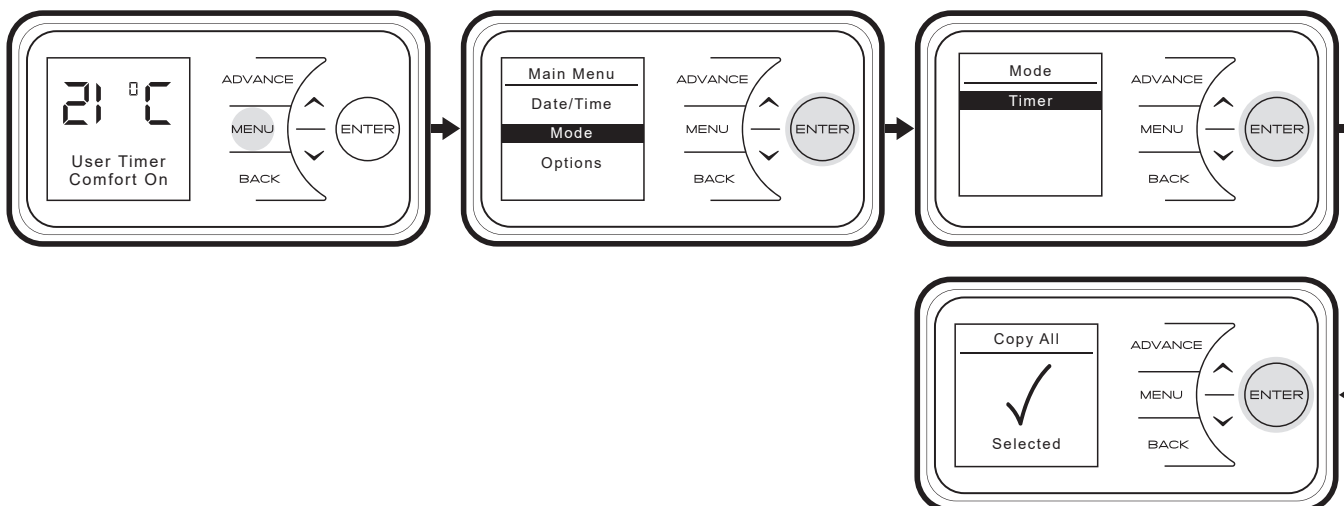 21 °C
User Timer
Comfort On
ADVANCE
MENU
BACK
ENTER
Main Menu
Date/Time
Mode
Options
ADVANCE
MENU
BACK
ENTER
Mode
Timer
ADVANCE
MENU
BACK
ENTER
Copy All
Selected
ADVANCE
MENU
BACK
ENTER